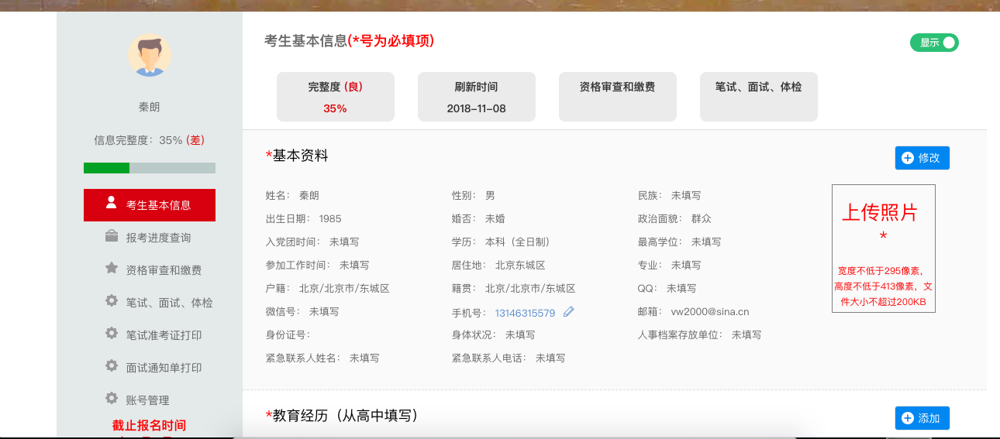 秦朗
信息完整度：35% (差)
考生基本信息
报考进度查询
资格审查和缴费
笔试、面试、体检
笔试准考证打印
面试通知单打印
账号管理
截止报名时间
考生基本信息(*号为必填项)
显示
完整度 (良)
35%
刷新时间
2018-11-08
资格审查和缴费
笔试、面试、体检
*基本资料
修改
姓名： 秦朗
性别： 男
民族： 未填写
出生日期： 1985
婚否： 未婚
政治面貌： 群众
入党团时间： 未填写
学历： 本科（全日制）
最高学位： 未填写
参加工作时间： 未填写
居住地： 北京东城区
专业： 未填写
户籍： 北京/北京市/东城区
籍贯： 北京/北京市/东城区
QQ： 未填写
微信号： 未填写
手机号： 13146315579
邮箱： vw2000@sina.cn
身份证号：
身体状况： 未填写
人事档案存放单位： 未填写
紧急联系人姓名： 未填写
紧急联系人电话： 未填写
上传照片
*
宽度不低于295像素，
高度不低于413像素，文
件大小不超过200KB
*教育经历（从高中填写）
添加